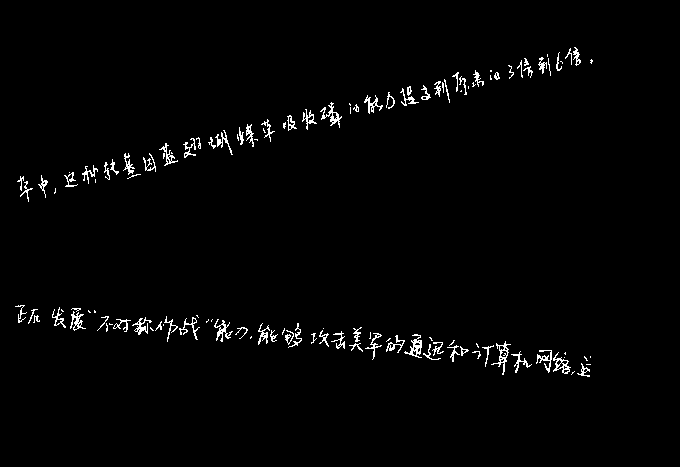 草中,这种转基因蓝翅蝴蝶草吸收磷的能力提高到原来的3倍到6倍。
正在发展“不对称作战”能力,能够攻击美军的通迅和计算机网络,这